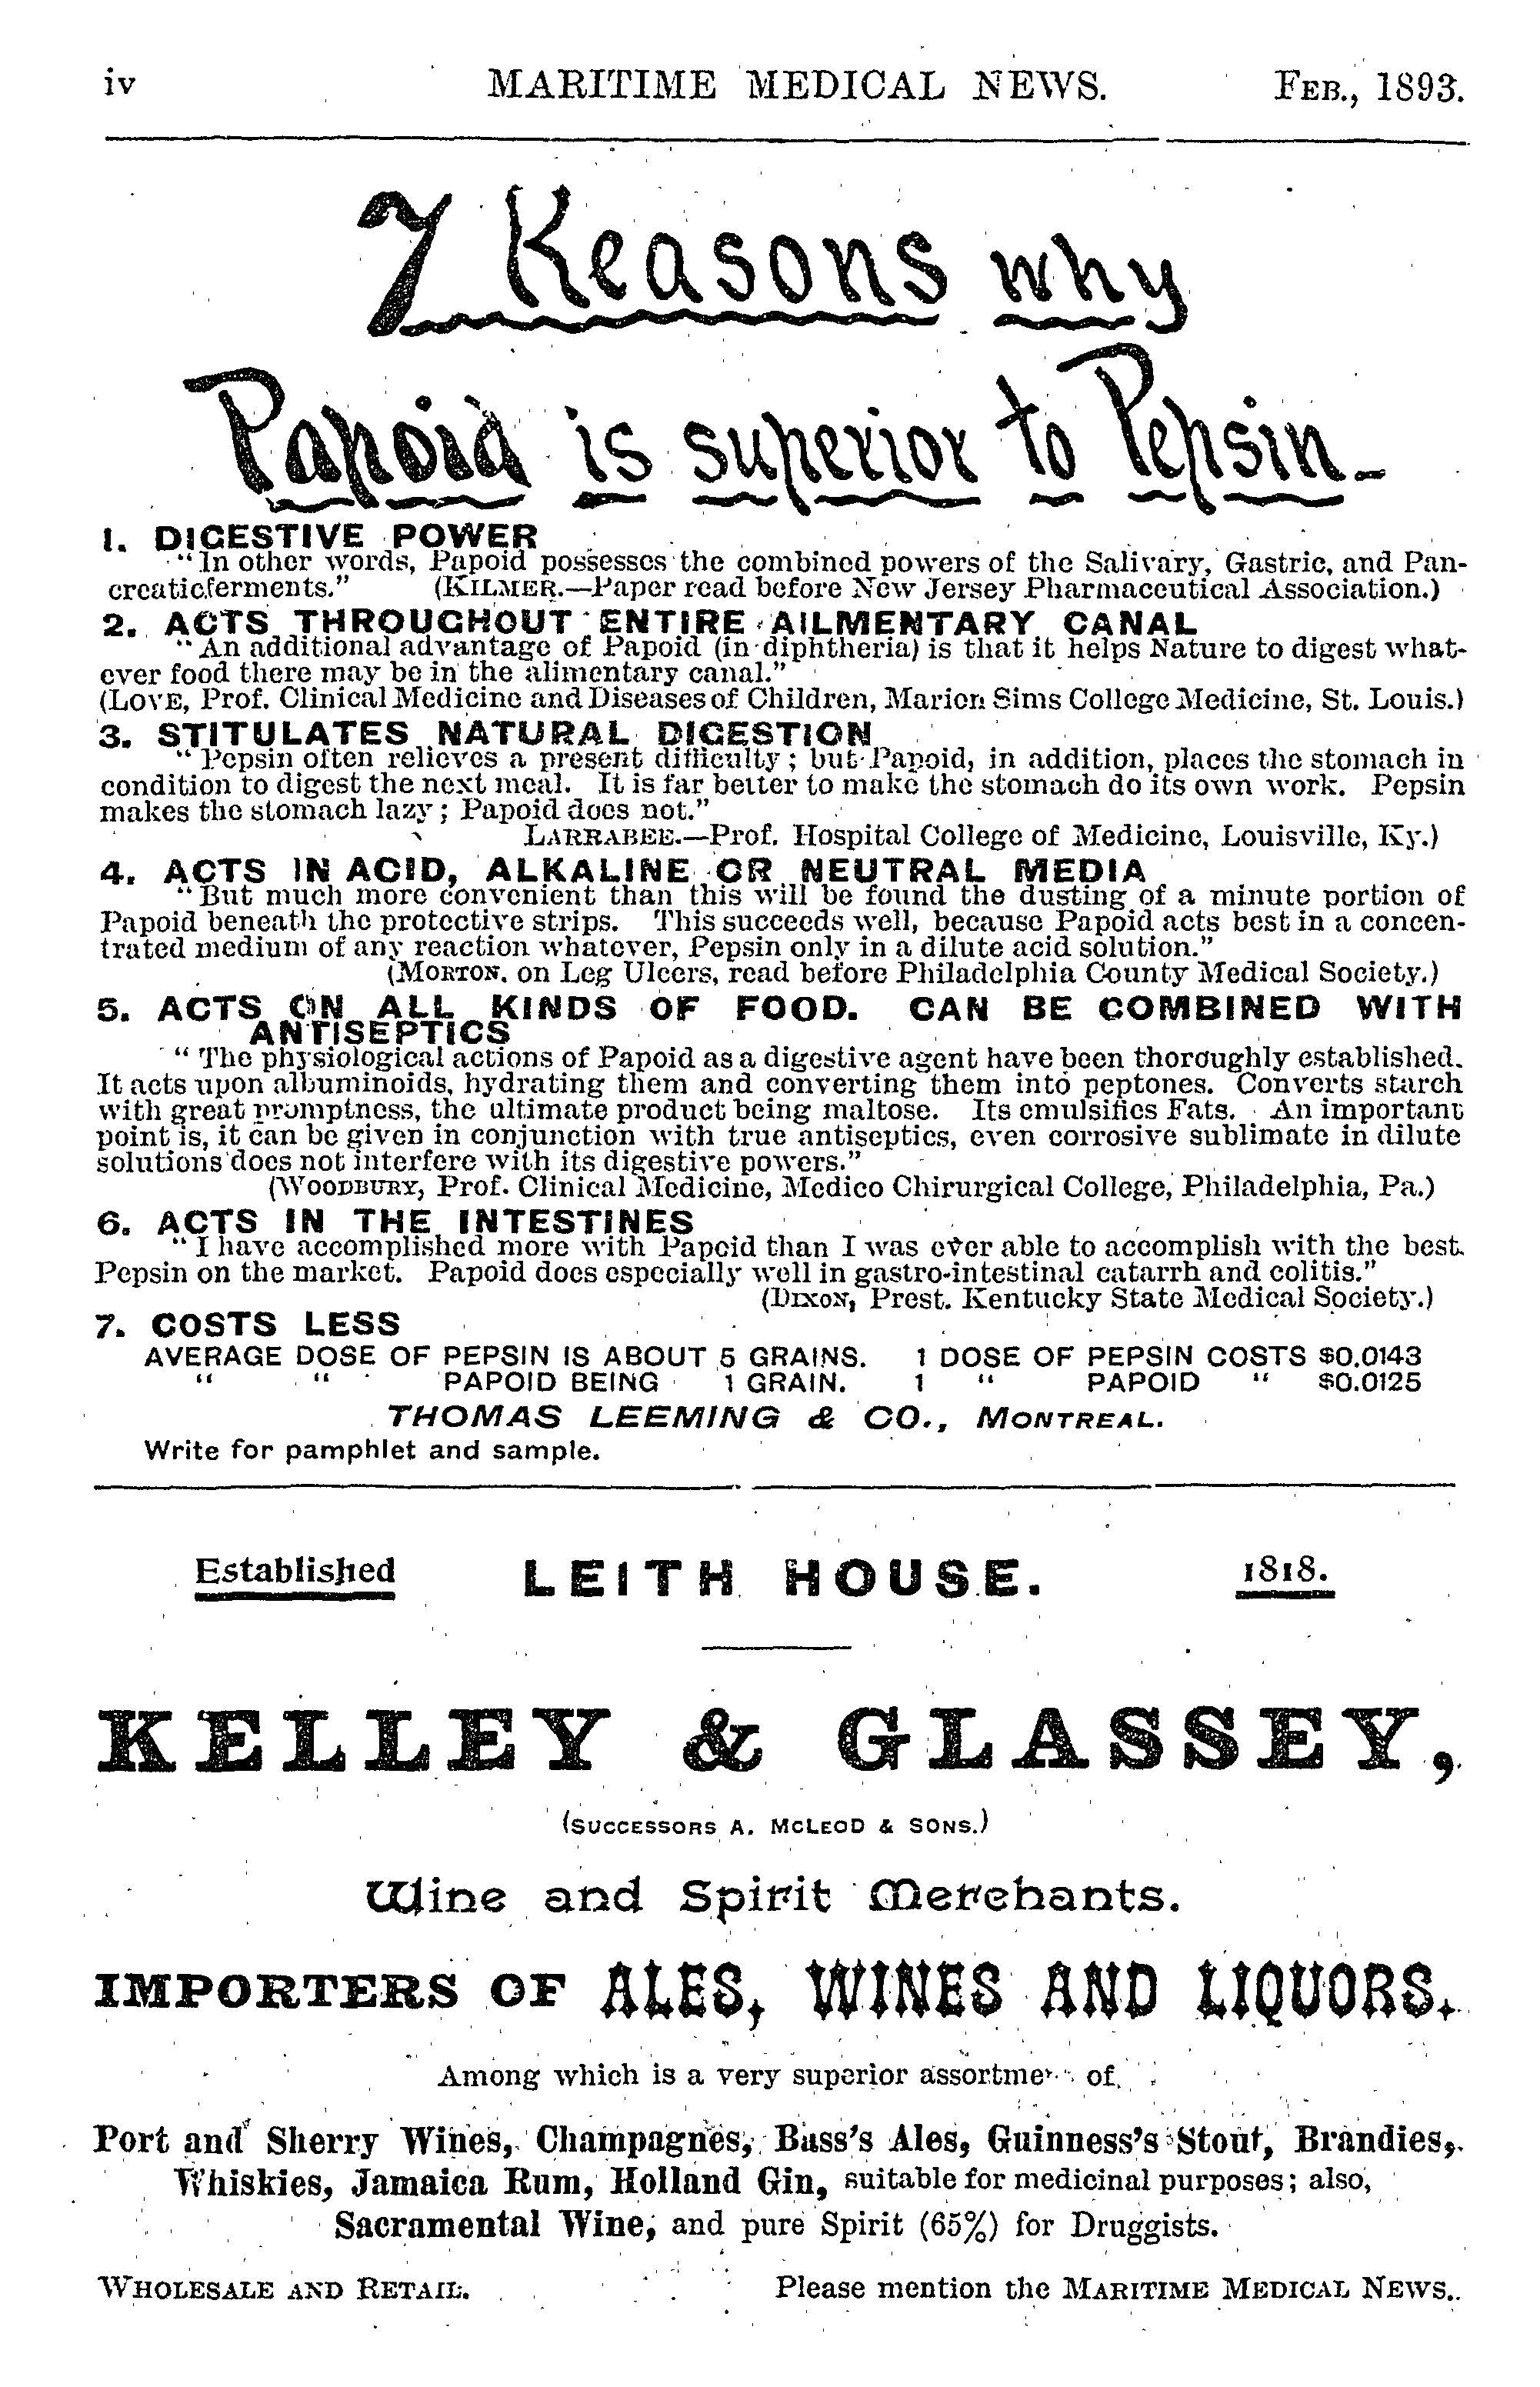 iv MARITIME MEDICAL NEWS. FEB., 1893.
7 Reasons why
Papoid is superior to Pepsin-
1. DIGESTIVE POWER
"In other words, Papoid possesses the combined powers of the Salivary, Gastric, and Pan-
creatic ferments." (KILMER.—Paper read before New Jersey Pharmaceutical Association.)
2. ACTS THROUGHOUT ENTIRE AILMENTARY CANAL
"An additional advantage of Papoid (in diphtheria) is that it helps Nature to digest what-
ever food there may be in the alimentary canal."
(LOVE, Prof. Clinical Medicine and Diseases of Children, Marion Sims College Medicine, St. Louis.)
3. STITULATES NATURAL DIGESTION
"Pepsin often relieves a present difficulty; but Papoid, in addition, places the stomach in
condition to digest the next meal. It is far better to make the stomach do its own work. Pepsin
makes the stomach lazy; Papoid does not."
LARRABEE.—Prof. Hospital College of Medicine, Louisville, Ky.)
4. ACTS IN ACID, ALKALINE OR NEUTRAL MEDIA
"But much more convenient than this will be found the dusting of a minute portion of
Papoid beneath the protective strips. This succeeds well, because Papoid acts best in a concen-
trated medium of any reaction whatever, Pepsin only in a dilute acid solution."
(MORTON, on Leg Ulcers, read before Philadelphia County Medical Society.)
5. ACTS ON ALL KINDS OF FOOD. CAN BE COMBINED WITH
ANTISEPTICS
"The physiological actions of Papoid as a digestive agent have been thoroughly established.
It acts upon albuminoids, hydrating them and converting them into peptones. Converts starch
with great promptness, the ultimate product being maltose. Its emulsifies Fats. An important
point is, it can be given in conjunction with true antiseptics, even corrosive sublimate in dilute
solutions does not interfere with its digestive powers."
(WOODBURY, Prof. Clinical Medicine, Medico Chirurgical College, Philadelphia, Pa.)
6. ACTS IN THE INTESTINES
"I have accomplished more with Papoid than I was ever able to accomplish with the best
Pepsin on the market. Papoid does especially well in gastro-intestinal catarrh and colitis."
(DIXON, Prest. Kentucky State Medical Society.)
7. COSTS LESS
AVERAGE DOSE OF PEPSIN IS ABOUT 5 GRAINS. 1 DOSE OF PEPSIN COSTS $0.0143
" " PAPOID BEING 1 GRAIN. 1 " PAPOID " $0.0125
THOMAS LEEMING & CO., MONTREAL.
Write for pamphlet and sample.
Established LEITH HOUSE. 1818.
KELLEY & GLASSEY,
(SUCCESSORS A. MCLEOD & SONS.)
Wine and Spirit Merchants.
IMPORTERS OF ALES, WINES AND LIQUORS.
Among which is a very superior of
Port and Sherry Wines, Champagnes, Bass's Ales, Guinness's Stout, Brandies,
Whiskies, Jamaica Rum, Holland Gin, suitable for medicinal purposes; also,
Sacramental Wine, and pure Spirit (65%) for Druggists.
WHOLESALE AND RETAIL. Please mention the MARITIME MEDICAL NEWS.